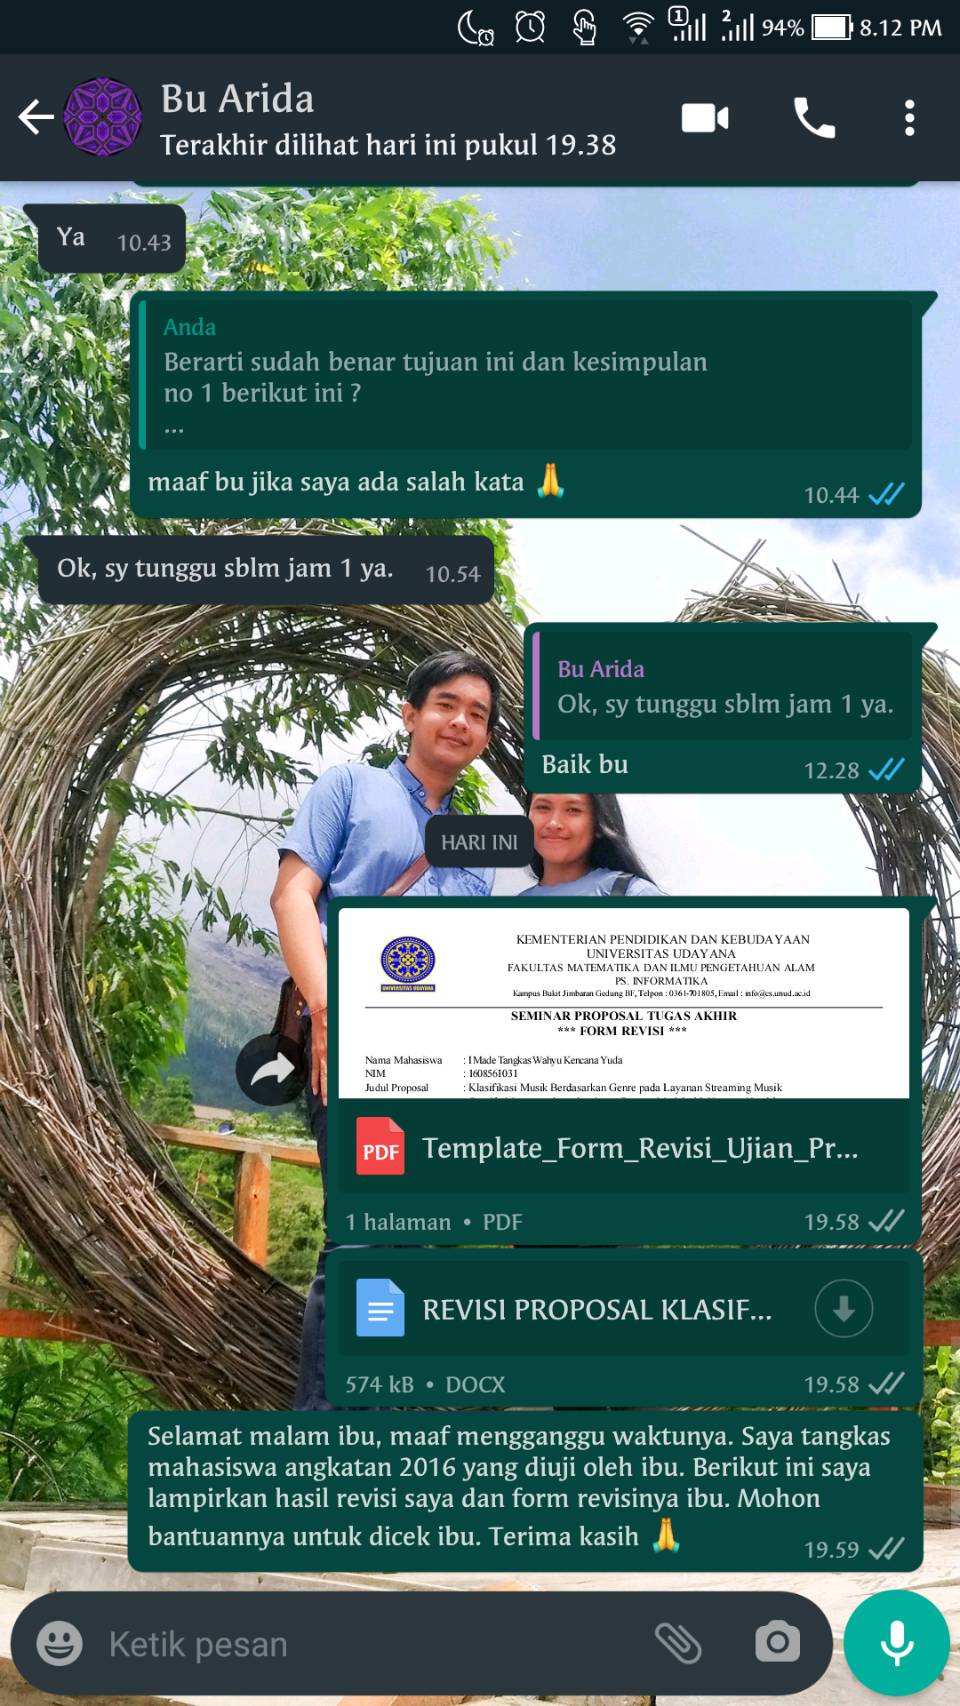 1 2 94% 8.12 PM
Bu Arida
Terakhir dilihat hari ini pukul 19.38
Ya 10.43
Anda
Berarti sudah benar tujuan ini dan kesimpulan
no 1 berikut ini ?
...
maaf bu jika saya ada salah kata 🙏 10.44
Ok, sy tunggu sblm jam 1 ya. 10.54
Bu Arida
Ok, sy tunggu sblm jam 1 ya.
Baik bu 12.28
HARI INI
KEMENTERIAN PENDIDIKAN DAN KEBUDAYAAN
UNIVERSITAS UDAYANA
FAKULTAS MATEMATIKA DAN ILMU PENGETAHUAN ALAM
PS. INFORMATIKA
Kampus Bukit Jimbaran Gedung BF, Telpon : 0361-701805, Email : info@cs.unud.ac.id
UNIVERSITAS UDAYANA
SEMINAR PROPOSAL TUGAS AKHIR
*** FORM REVISI ***
Nama Mahasiswa : I Made Tangkas Wahyu Kencana Yuda
NIM : 1608561031
Judul Proposal : Klasifikasi Musik Berdasarkan Genre pada Layanan Streaming Musik
PDF Template_Form_Revisi_Ujian_Pr...
1 halaman • PDF 19.58
REVISI PROPOSAL KLASIF...
574 kB • DOCX 19.58
Selamat malam ibu, maaf mengganggu waktunya. Saya tangkas
mahasiswa angkatan 2016 yang diuji oleh ibu. Berikut ini saya
lampirkan hasil revisi saya dan form revisinya ibu. Mohon
bantuannya untuk dicek ibu. Terima kasih 🙏 19.59
Ketik pesan